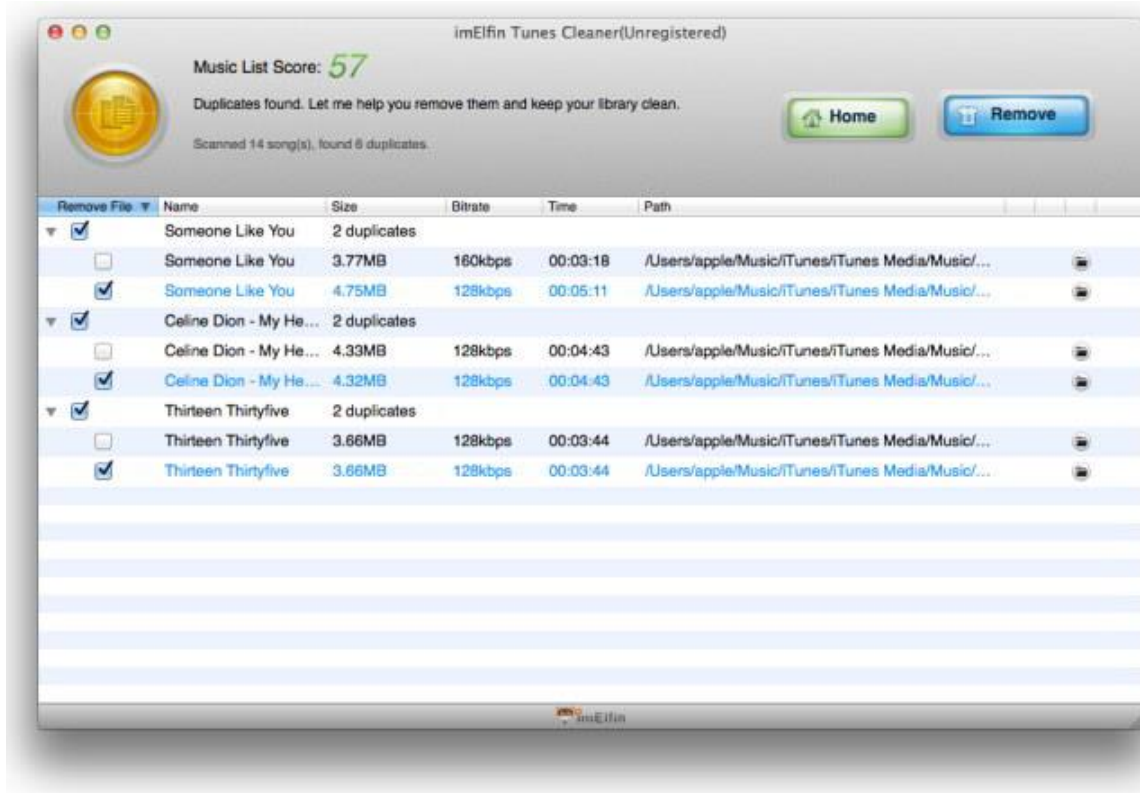 imElfin Tunes Cleaner(Unregistered)
Music List Score: 57
Duplicates found. Let me help you remove them and keep your library clean.
Scanned 14 song(s), found 6 duplicates.
Home
Remove
Remove File Name Size Bitrate Time Path
Someone Like You 2 duplicates
Someone Like You 3.77MB 160kbps 00:03:18 /Users/apple/Music/iTunes/iTunes Media/Music/...
Someone Like You 4.75MB 128kbps 00:05:11 /Users/apple/Music/iTunes/iTunes Media/Music/...
Celine Dion - My He... 2 duplicates
Celine Dion - My He... 4.33MB 128kbps 00:04:43 /Users/apple/Music/iTunes/iTunes Media/Music/...
Celine Dion - My He... 4.32MB 128kbps 00:04:43 /Users/apple/Music/iTunes/iTunes Media/Music/...
Thirteen Thirtyfive 2 duplicates
Thirteen Thirtyfive 3.66MB 128kbps 00:03:44 /Users/apple/Music/iTunes/iTunes Media/Music/...
Thirteen Thirtyfive 3.66MB 128kbps 00:03:44 /Users/apple/Music/iTunes/iTunes Media/Music/...
imElfin